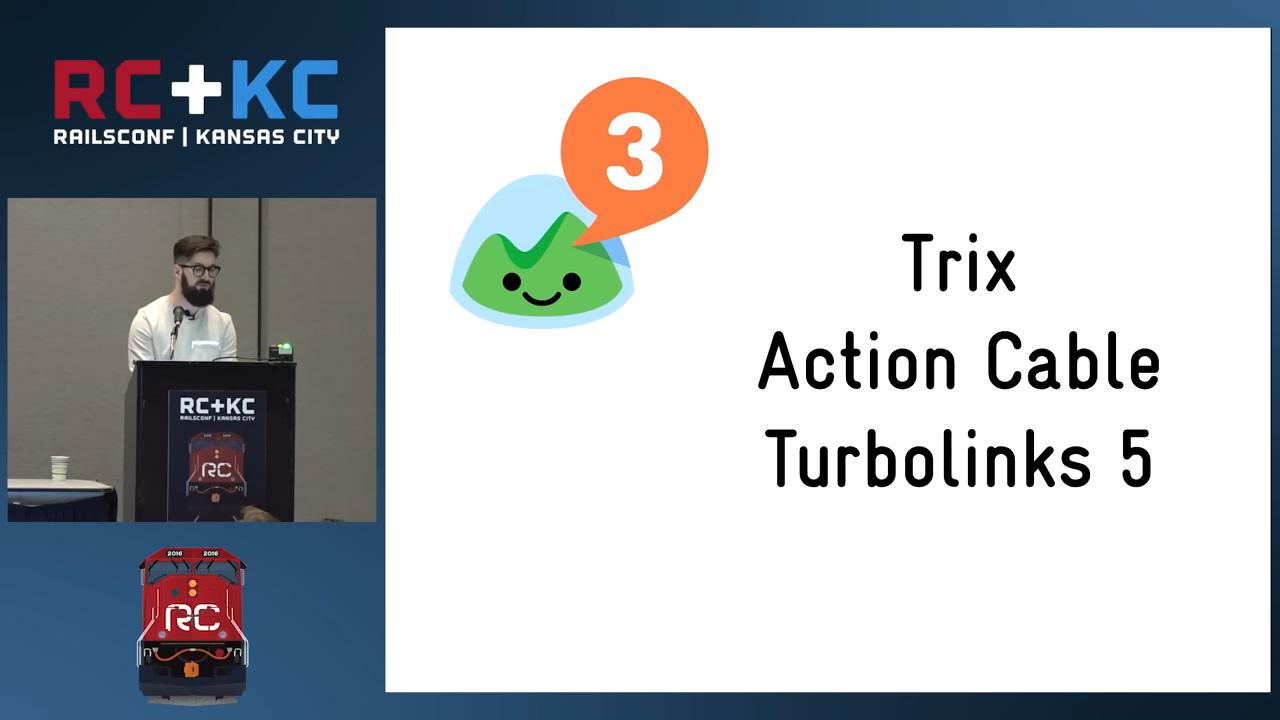 RC+KC
RAILSCONF | KANSAS CITY
3
Trix
Action Cable
Turbolinks 5
RC+KC
RAILSCONF | KANSAS CITY
RC
2016 2016
RC